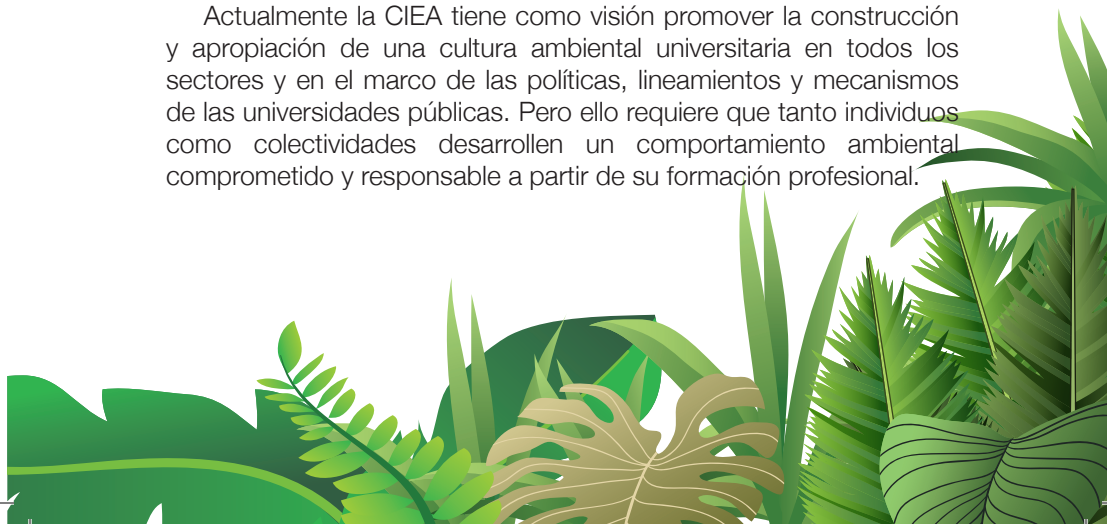 Actualmente la CIEA tiene como visión promover la construcción
y apropiación de una cultura ambiental universitaria en todos los
sectores y en el marco de las políticas, lineamientos y mecanismos
de las universidades públicas. Pero ello requiere que tanto individuos
como colectividades desarrollen un comportamiento ambiental
comprometido y responsable a partir de su formación profesional.